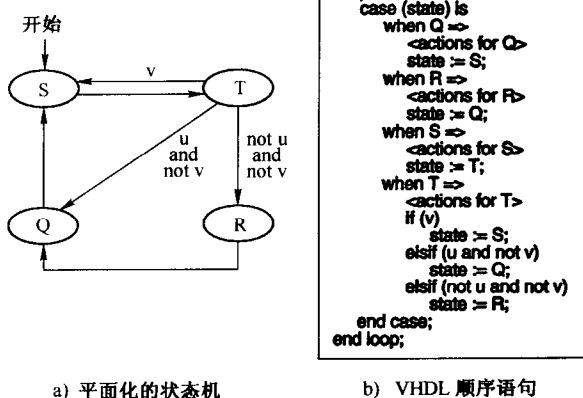 开始
S
v
T
u
and
not v
not u
and
not v
Q
R
case (state) is
when Q =>
<actions for Q>
state := S;
when R =>
<actions for R>
state := Q;
when S =>
<actions for S>
state := T;
when T =>
<actions for T>
if (v)
state := S;
elsif (u and not v)
state := Q;
elsif (not u and not v)
state := R;
end case;
end loop;
a) 平面化的状态机
b) VHDL 顺序语句